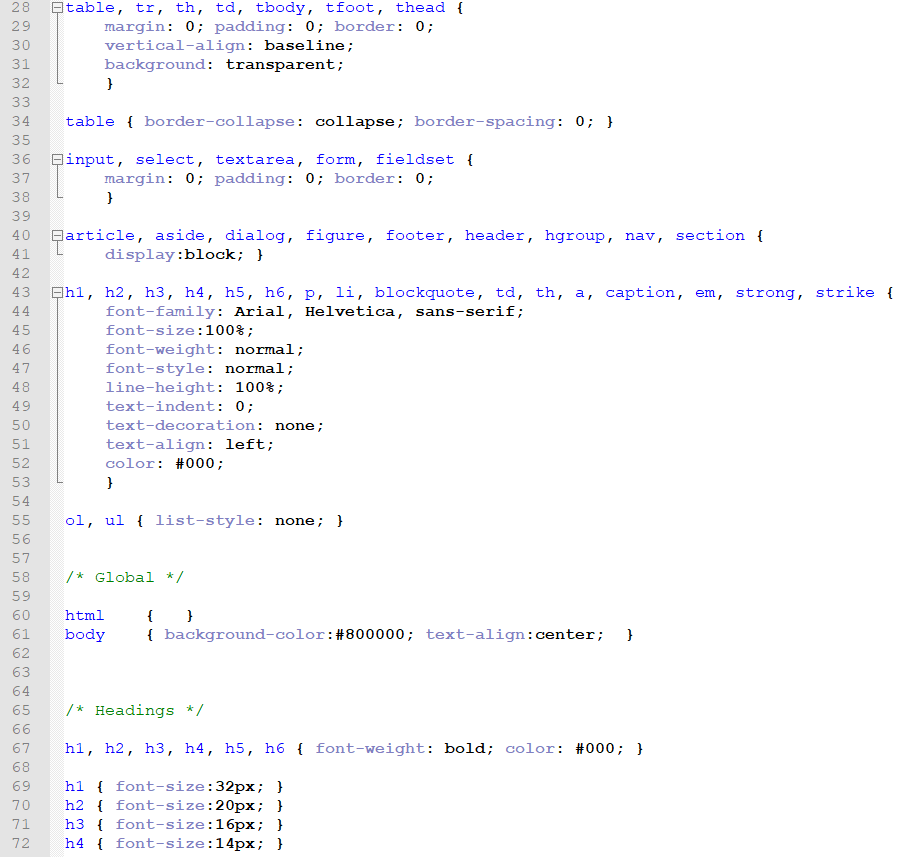 28 table, tr, th, td, tbody, tfoot, thead {
29 margin: 0; padding: 0; border: 0;
30 vertical-align: baseline;
31 background: transparent;
32 }
33
34 table { border-collapse: collapse; border-spacing: 0; }
35
36 input, select, textarea, form, fieldset {
37 margin: 0; padding: 0; border: 0;
38 }
39
40 article, aside, dialog, figure, footer, header, hgroup, nav, section {
41 display:block; }
42
43 h1, h2, h3, h4, h5, h6, p, li, blockquote, td, th, a, caption, em, strong, strike {
44 font-family: Arial, Helvetica, sans-serif;
45 font-size:100%;
46 font-weight: normal;
47 font-style: normal;
48 line-height: 100%;
49 text-indent: 0;
50 text-decoration: none;
51 text-align: left;
52 color: #000;
53 }
54
55 ol, ul { list-style: none; }
56
57
58 /* Global */
59
60 html { }
61 body { background-color:#800000; text-align:center; }
62
63
64
65 /* Headings */
66
67 h1, h2, h3, h4, h5, h6 { font-weight: bold; color: #000; }
68
69 h1 { font-size:32px; }
70 h2 { font-size:20px; }
71 h3 { font-size:16px; }
72 h4 { font-size:14px; }